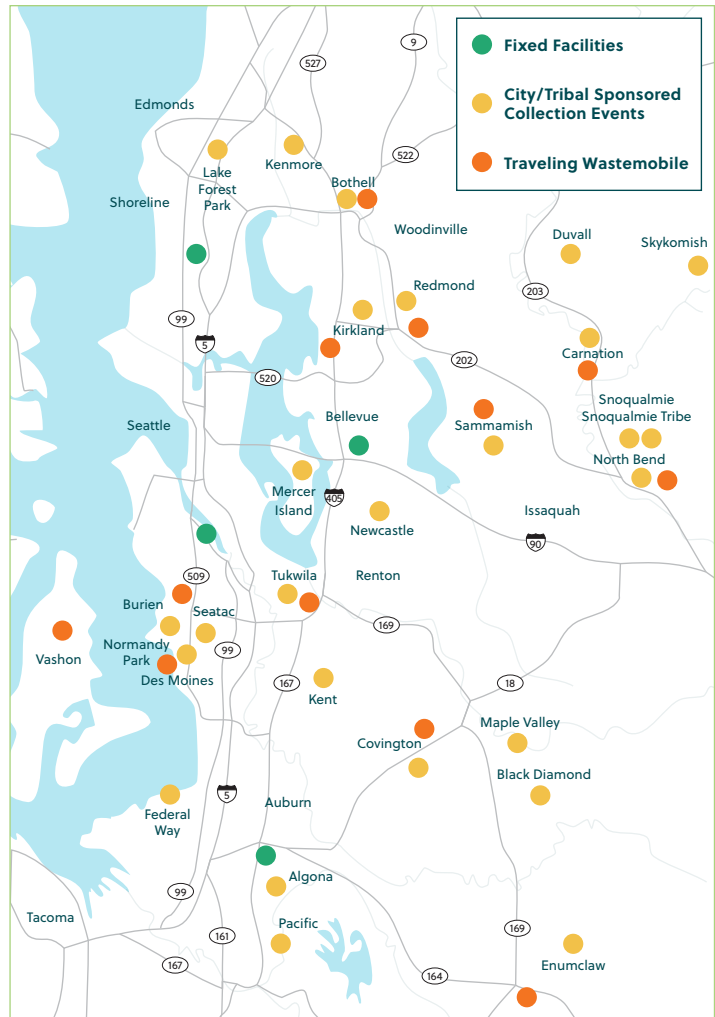 Fixed Facilities
City/Tribal Sponsored
Collection Events
Traveling Wastemobile
9
527
Edmonds
522
Kenmore
Lake
Forest
Park
Bothell
Shoreline
Woodinville
Duvall
Skykomish
Redmond
203
99
Kirkland
5
Carnation
202
520
Snoqualmie
Snoqualmie Tribe
Bellevue
Seattle
Sammamish
North Bend
Mercer
Island
405
Issaquah
Newcastle
90
509
Tukwila
Renton
Burien
Seatac
169
Normandy
Park
99
Vashon
Des Moines
167
18
Kent
Maple Valley
Covington
Black Diamond
5
Auburn
Federal
Way
Algona
99
Tacoma
Pacific
161
169
167
Enumclaw
164